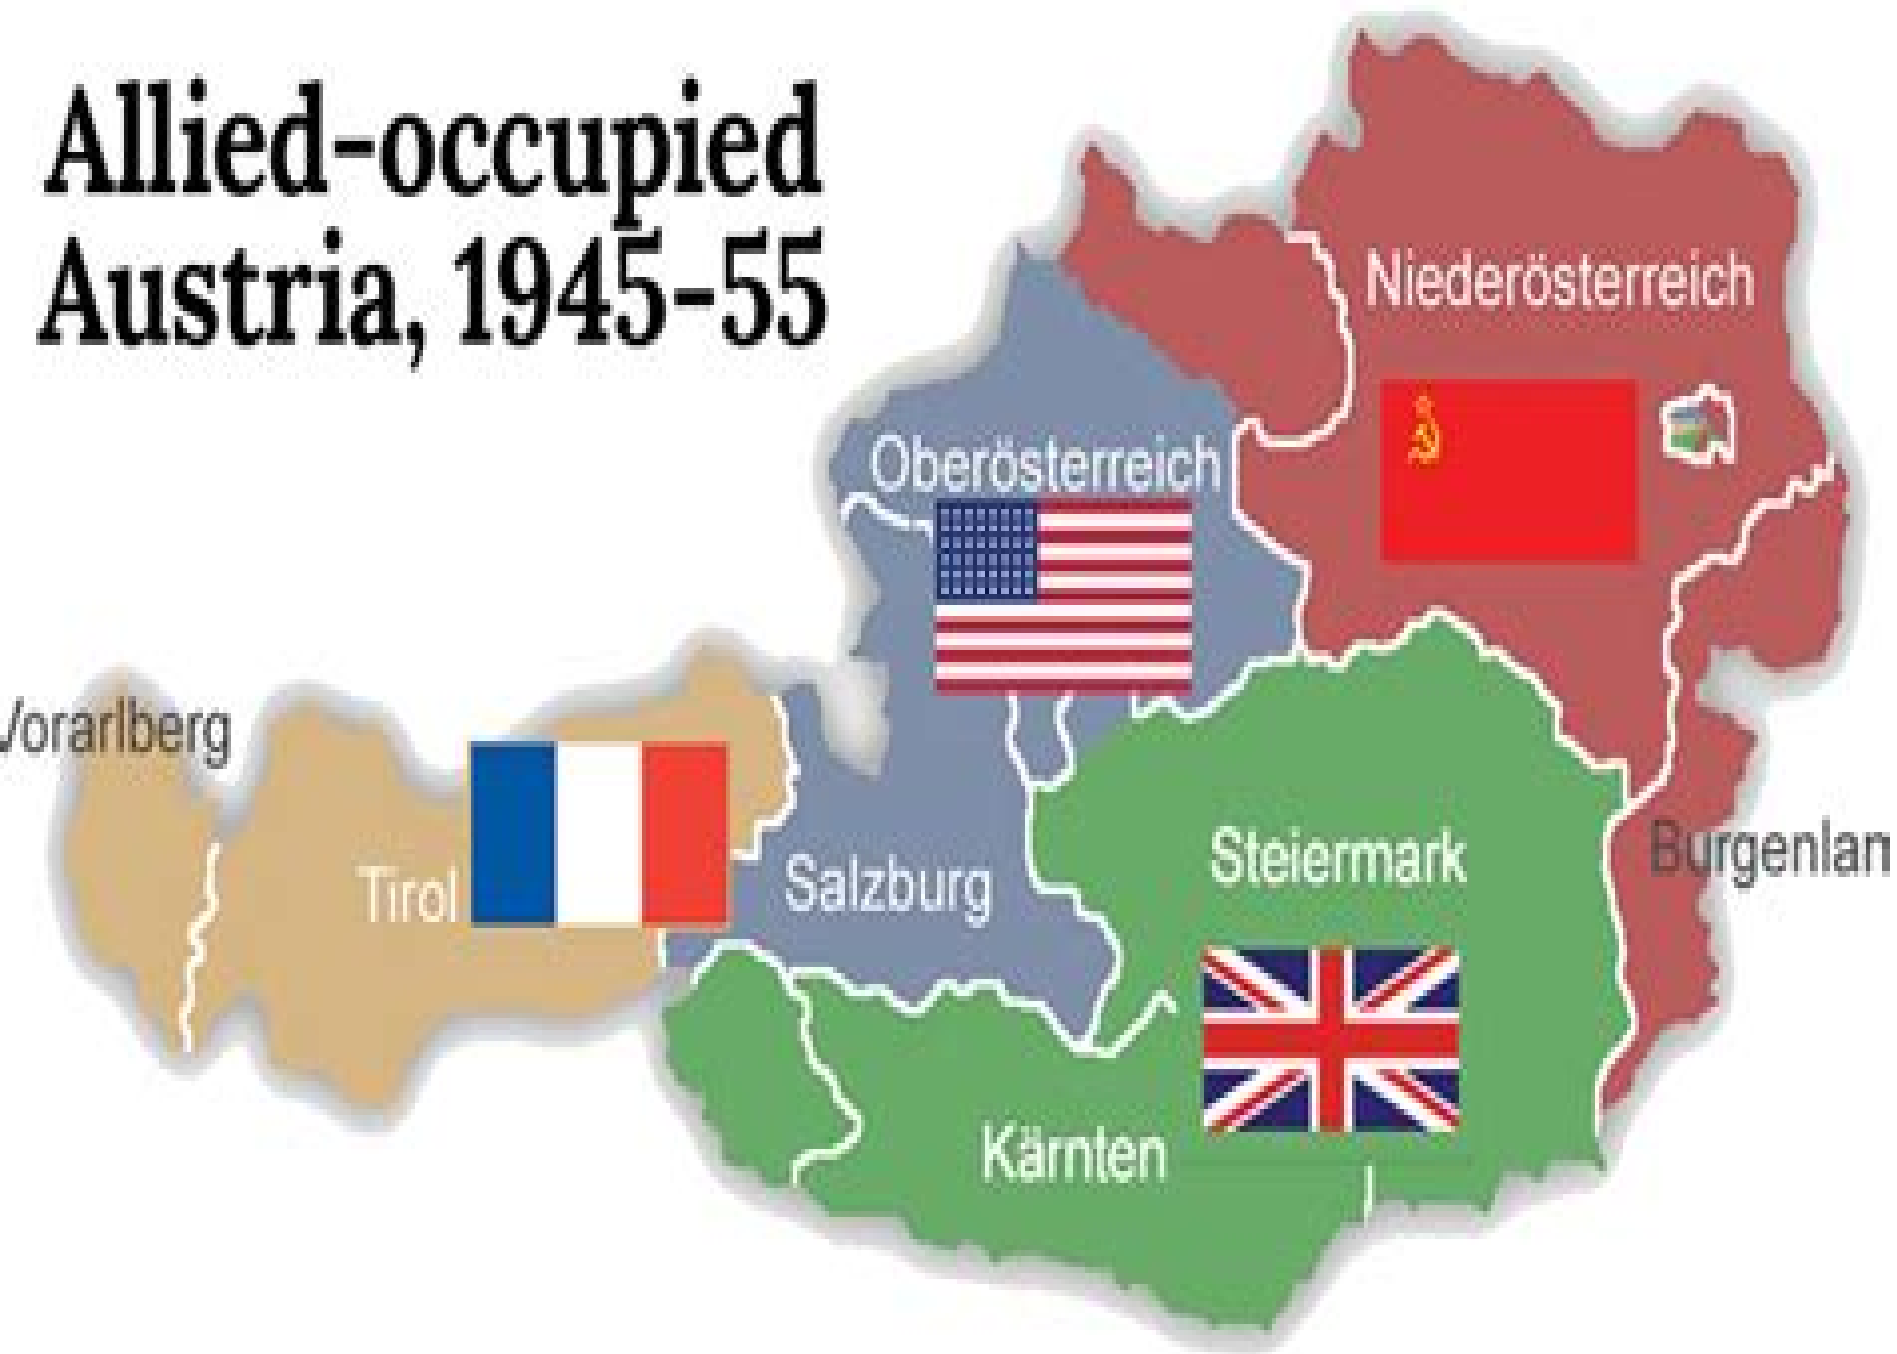 Allied-occupied
Austria, 1945-55
Niederösterreich
Oberösterreich
Vorarlberg
Tirol
Salzburg
Steiermark
Burgenlan
Kärnten